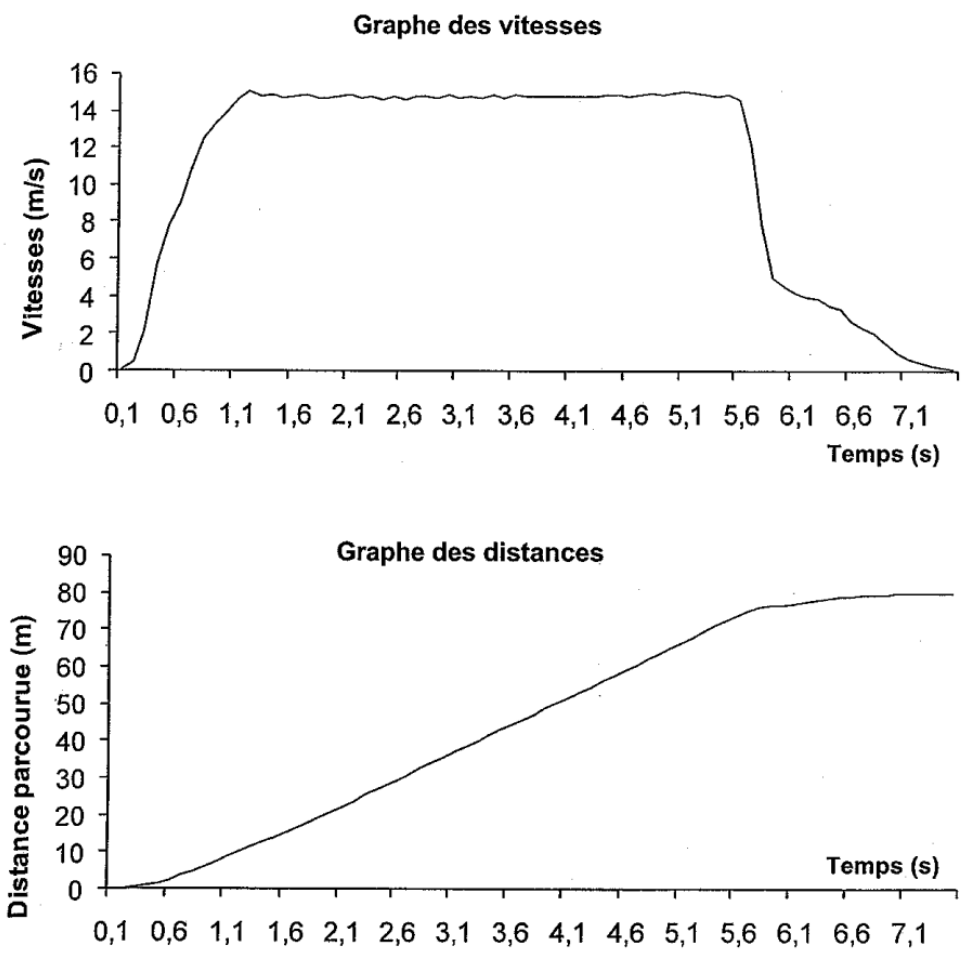 Graphe des vitesses
Vitesses (m/s)
16
14
12
10
8
6
4
2
0
0,1 0,6 1,1 1,6 2,1 2,6 3,1 3,6 4,1 4,6 5,1 5,6 6,1 6,6 7,1
Temps (s)
Graphe des distances
Distance parcourue (m)
90
80
70
60
50
40
30
20
10
0
Temps (s)
0,1 0,6 1,1 1,6 2,1 2,6 3,1 3,6 4,1 4,6 5,1 5,6 6,1 6,6 7,1